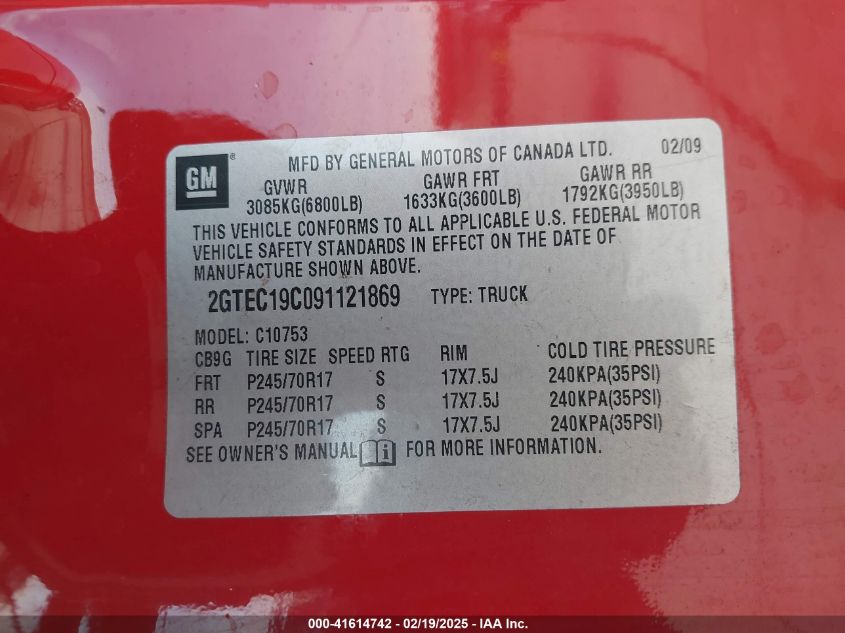 GM ® MFD BY GENERAL MOTORS OF CANADA LTD. 02/09
GVWR GAWR FRT GAWR RR
3085KG(6800LB) 1633KG(3600LB) 1792KG(3950LB)
THIS VEHICLE CONFORMS TO ALL APPLICABLE U.S. FEDERAL MOTOR
VEHICLE SAFETY STANDARDS IN EFFECT ON THE DATE OF
MANUFACTURE SHOWN ABOVE.
2GTEC19C091121869 TYPE: TRUCK
MODEL: C10753
CB9G TIRE SIZE SPEED RTG RIM COLD TIRE PRESSURE
FRT P245/70R17 S 17X7.5J 240KPA(35PSI)
RR P245/70R17 S 17X7.5J 240KPA(35PSI)
SPA P245/70R17 S 17X7.5J 240KPA(35PSI)
SEE OWNER'S MANUAL i FOR MORE INFORMATION.
000-41614742 - 02/19/2025 - IAA Inc.